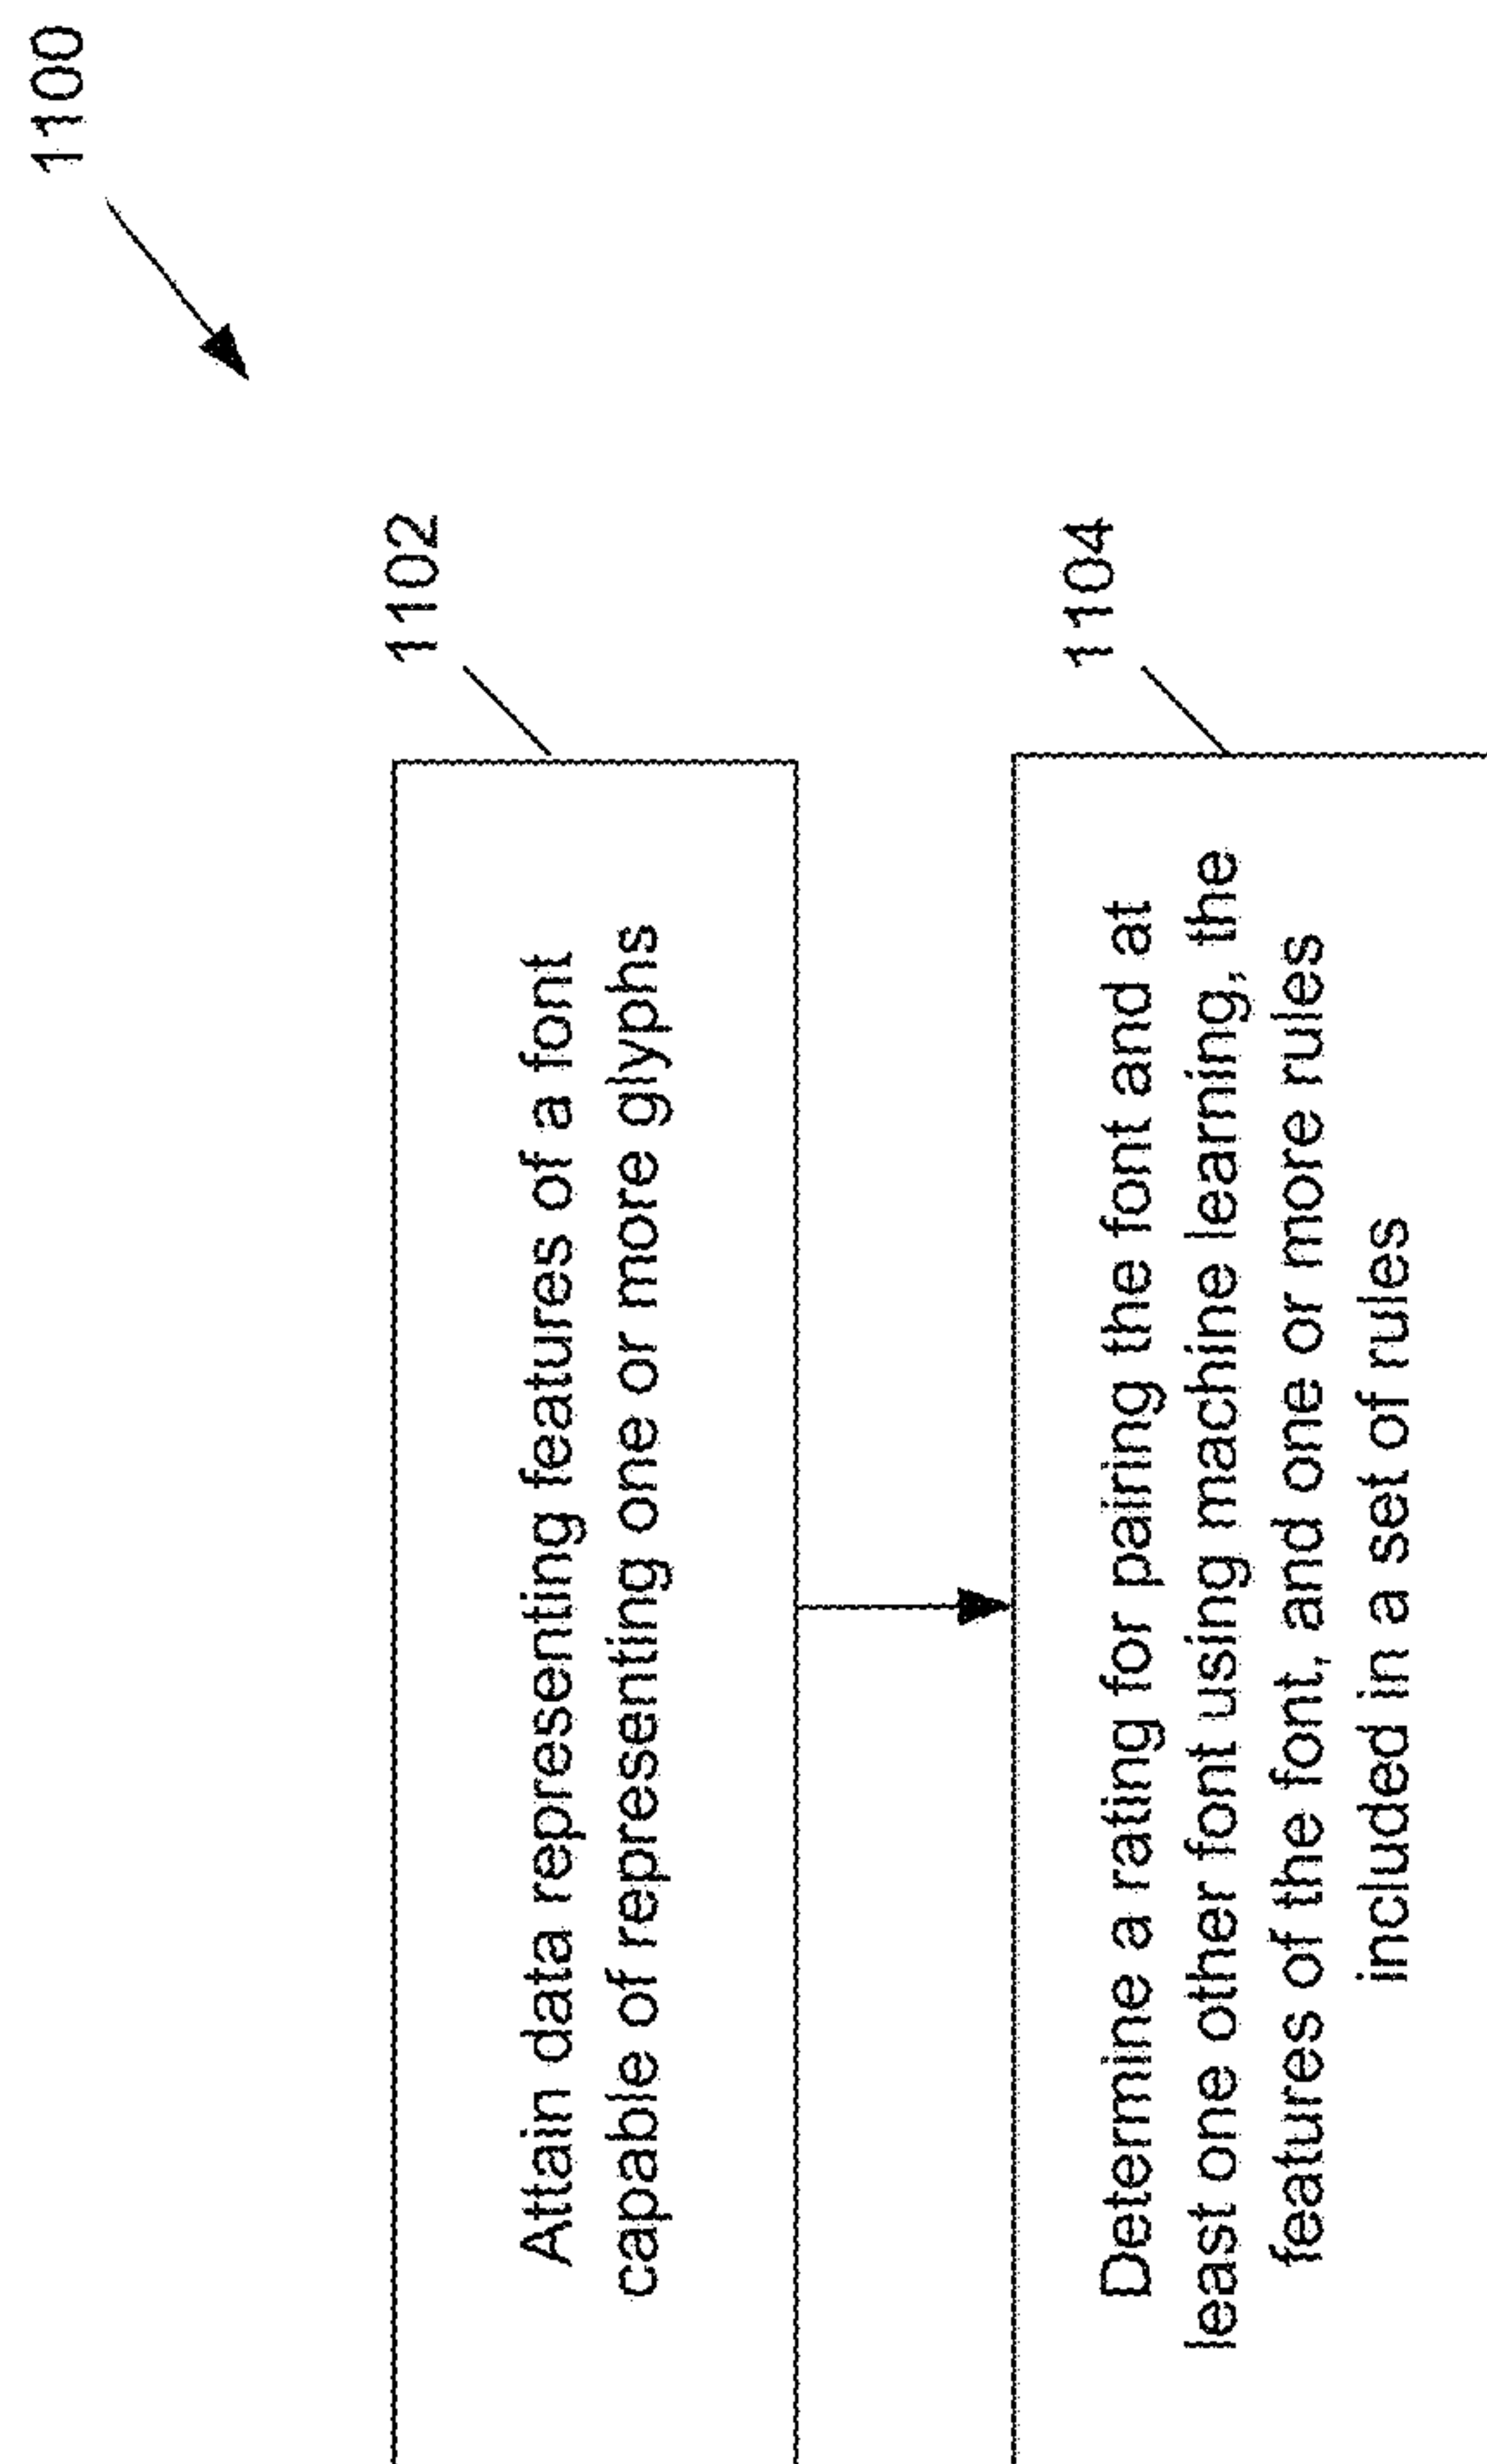 1100
1102
Attain data representing features of a font
capable of representing one or more glyphs
1104
Determine a rating for pairing the font and at
least one other font using machine learning, the
features of the font, and one or more rules
included in a set of rules